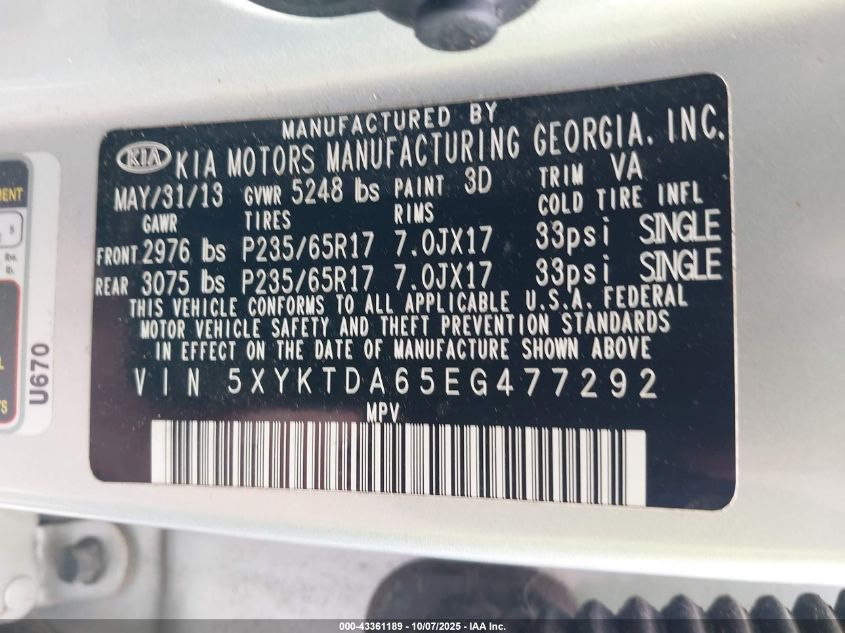 MANUFACTURED BY
KIA KIA MOTORS MANUFACTURING GEORGIA, INC.
MAY/31/13 GVWR 5248 lbs PAINT 3D TRIM VA
GAWR TIRES RIMS COLD TIRE INFL
FRONT 2976 lbs P235/65R17 7.0JX17 33psi SINGLE
REAR 3075 lbs P235/65R17 7.0JX17 33psi SINGLE
THIS VEHICLE CONFORMS TO ALL APPLICABLE U.S.A. FEDERAL
MOTOR VEHICLE SAFETY AND THEFT PREVENTION STANDARDS
IN EFFECT ON THE DATE OF MANUFACTURE SHOWN ABOVE
VIN 5XYKTDA65EG477292
MPV
U670
lbs.
lb.
000-43361189 - 10/07/2025 - IAA Inc.